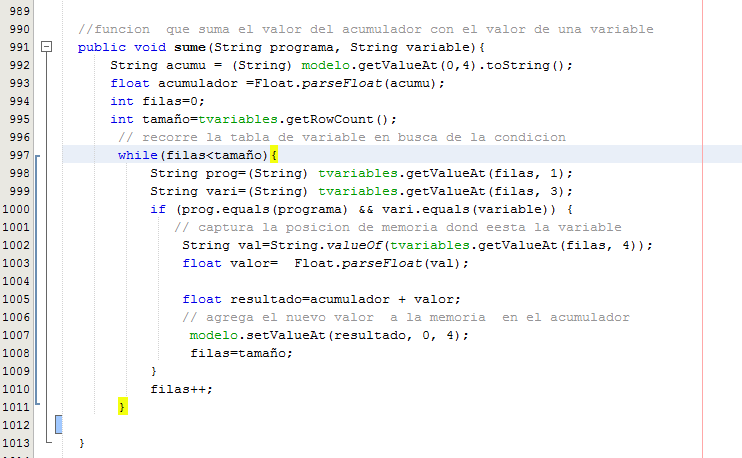 989
990 //funcion  que suma el valor del acumulador con el valor de una variable
991 public void sume(String programa, String variable){
992 String acumu = (String) modelo.getValueAt(0,4).toString();
993 float acumulador =Float.parseFloat(acumu);
994 int filas=0;
995 int tamaño=tvariables.getRowCount();
996 // recorre la tabla de variable en busca de la condicion
997 while(filas<tamaño){
998 String prog=(String) tvariables.getValueAt(filas, 1);
999 String vari=(String) tvariables.getValueAt(filas, 3);
1000 if (prog.equals(programa) && vari.equals(variable)) {
1001 // captura la posicion de memoria dond eesta la variable
1002 String val=String.valueOf(tvariables.getValueAt(filas, 4));
1003 float valor=  Float.parseFloat(val);
1004
1005 float resultado=acumulador + valor;
1006 // agrega el nuevo valor  a la memoria  en el acumulador
1007 modelo.setValueAt(resultado, 0, 4);
1008 filas=tamaño;
1009 }
1010 filas++;
1011 }
1012
1013 }